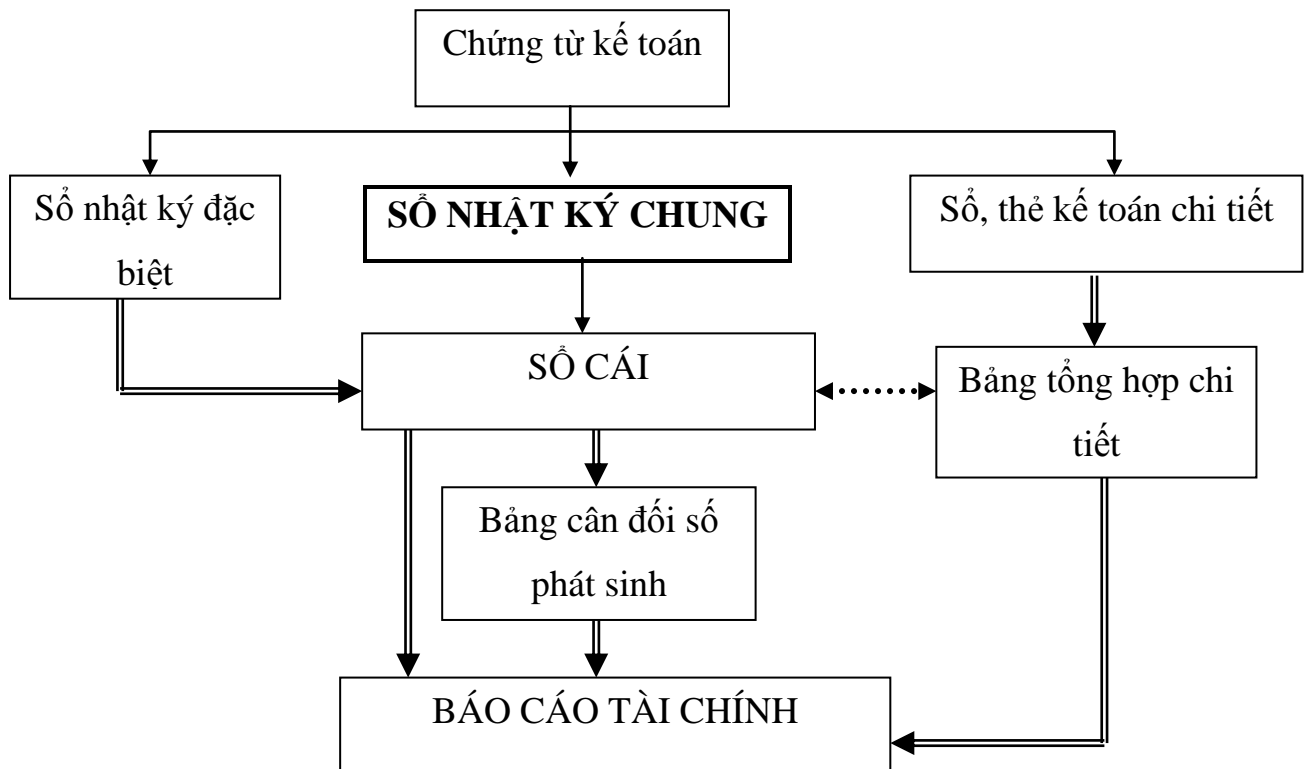 Chứng từ kế toán
Sổ nhật ký đặc
biệt
SỔ NHẬT KÝ CHUNG
Sổ, thẻ kế toán chi tiết
SỔ CÁI
Bảng tổng hợp chi
tiết
Bảng cân đối số
phát sinh
BÁO CÁO TÀI CHÍNH